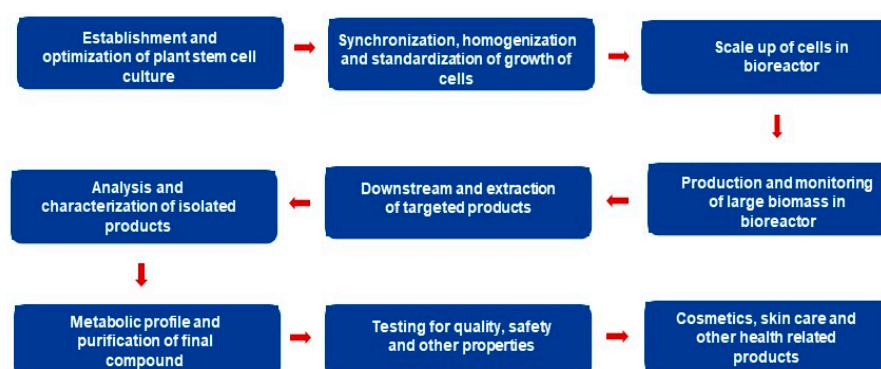 Establishment and
optimization of plant stem cell
culture
Synchronization, homogenization
and standardization of growth of
cells
Scale up of cells in
bioreactor
Production and monitoring
of large biomass in
bioreactor
Downstream and extraction
of targeted products
Analysis and
characterization of isolated
products
Metabolic profile and
purification of final
compound
Testing for quality, safety
and other properties
Cosmetics, skin care and
other health related
products